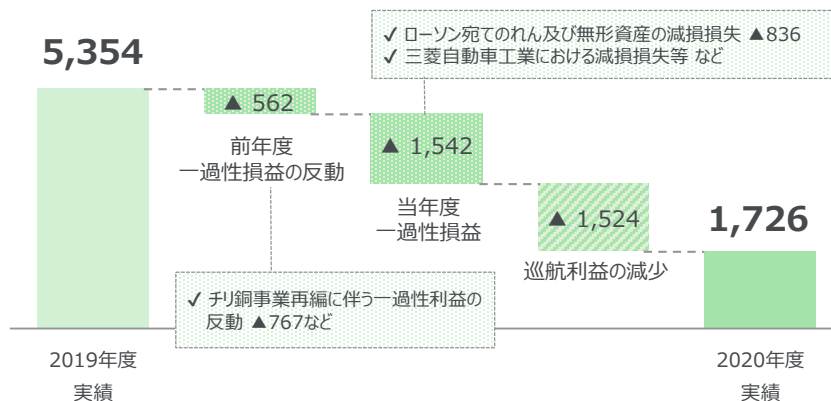 ✓ ローソン宛てのれん及び無形資産の減損損失 ▲836
✓ 三菱自動車工業における減損損失等 など
5,354
▲ 562
前年度
一過性損益の反動
▲ 1,542
当年度
一過性損益
▲ 1,524
巡航利益の減少
1,726
✓ チリ銅事業再編に伴う一過性利益の
反動 ▲767など
2019年度
実績
2020年度
実績